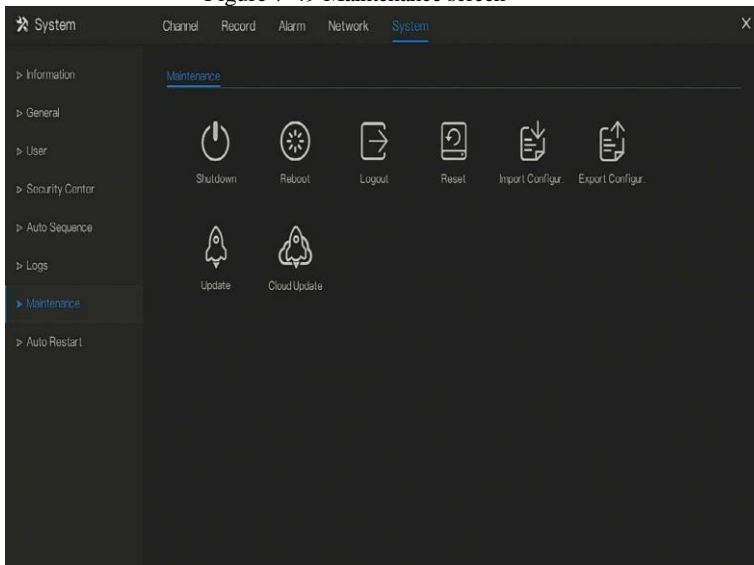 System Channel Record Alarm Network System X
Information
Maintenance
General
User
Shutdown Reboot Logout Reset Import Configur. Export Configur.
Security Center
Auto Sequence
Logs
Update Cloud Update
Maintenance
Auto Restart